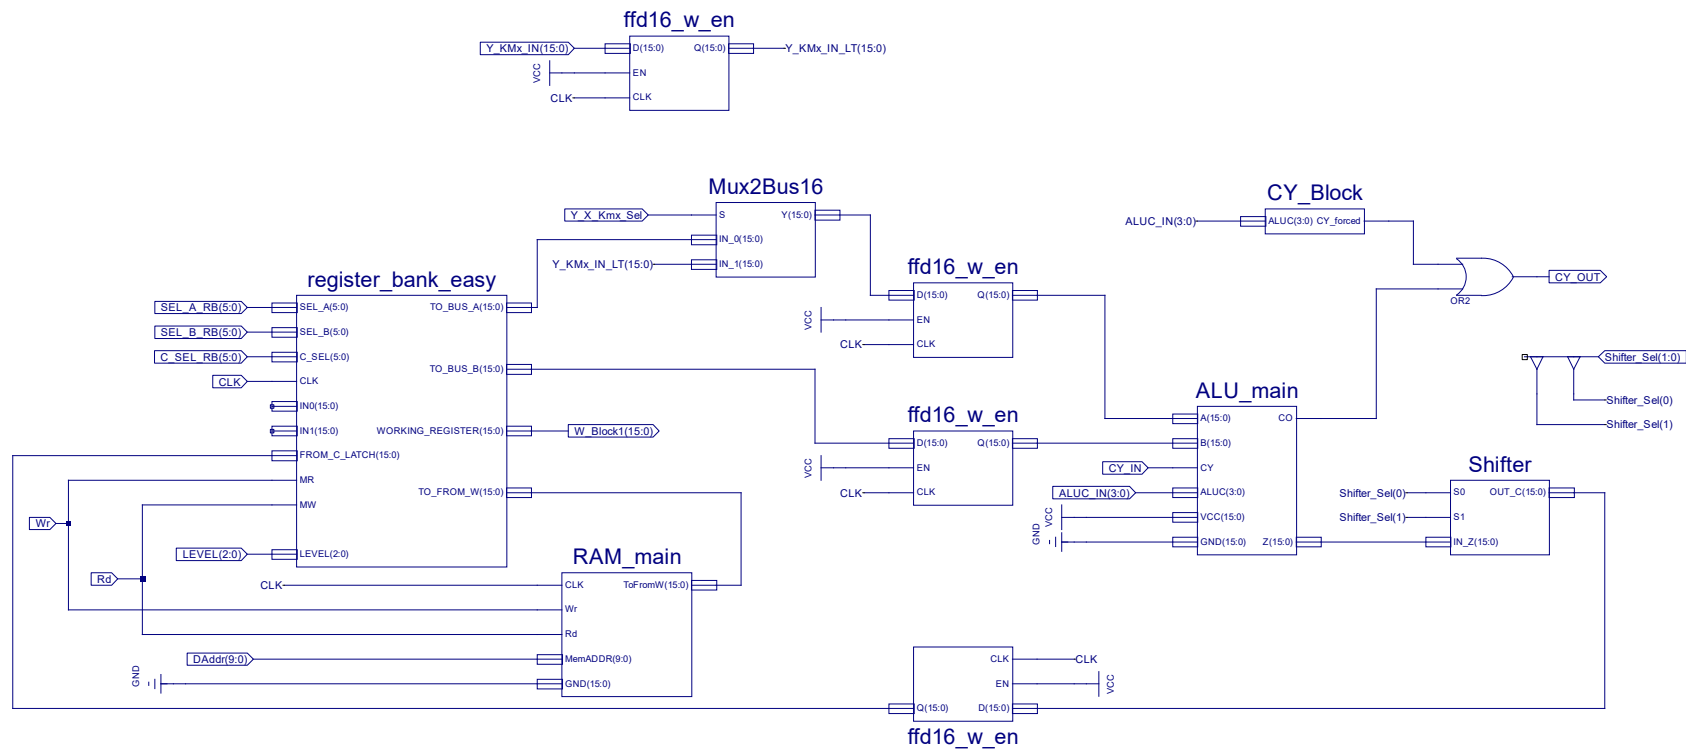 ffd16_w_en
Y_KMx_IN(15:0)
D(15:0)
Q(15:0)
Y_KMx_IN_LT(15:0)
VCC
EN
CLK
CLK
Mux2Bus16
Y_X_Kmx_Sel
S
Y(15:0)
IN_0(15:0)
Y_KMx_IN_LT(15:0)
IN_1(15:0)
CY_Block
ALUC_IN(3:0)
ALUC(3:0)
CY_forced
OR2
CY_OUT
register_bank_easy
SEL_A_RB(5:0)
SEL_A(5:0)
TO_BUS_A(15:0)
SEL_B_RB(5:0)
SEL_B(5:0)
C_SEL_RB(5:0)
C_SEL(5:0)
TO_BUS_B(15:0)
CLK
CLK
IN0(15:0)
IN1(15:0)
WORKING_REGISTER(15:0)
W_Block1(15:0)
FROM_C_LATCH(15:0)
MR
TO_FROM_W(15:0)
MW
Wr
LEVEL(2:0)
LEVEL(2:0)
Rd
ffd16_w_en
D(15:0)
Q(15:0)
VCC
EN
CLK
CLK
ffd16_w_en
D(15:0)
Q(15:0)
VCC
EN
CLK
CLK
ALU_main
A(15:0)
CO
B(15:0)
CY_IN
CY
ALUC_IN(3:0)
ALUC(3:0)
VCC
VCC(15:0)
GND
GND(15:0)
Z(15:0)
Shifter_Sel(1:0)
Shifter_Sel(0)
Shifter_Sel(1)
Shifter
Shifter_Sel(0)
S0
OUT_C(15:0)
Shifter_Sel(1)
S1
IN_Z(15:0)
RAM_main
CLK
CLK
ToFromW(15:0)
Wr
Rd
DAddr(9:0)
MemADDR(9:0)
GND
GND(15:0)
CLK
CLK
EN
VCC
Q(15:0)
D(15:0)
ffd16_w_en